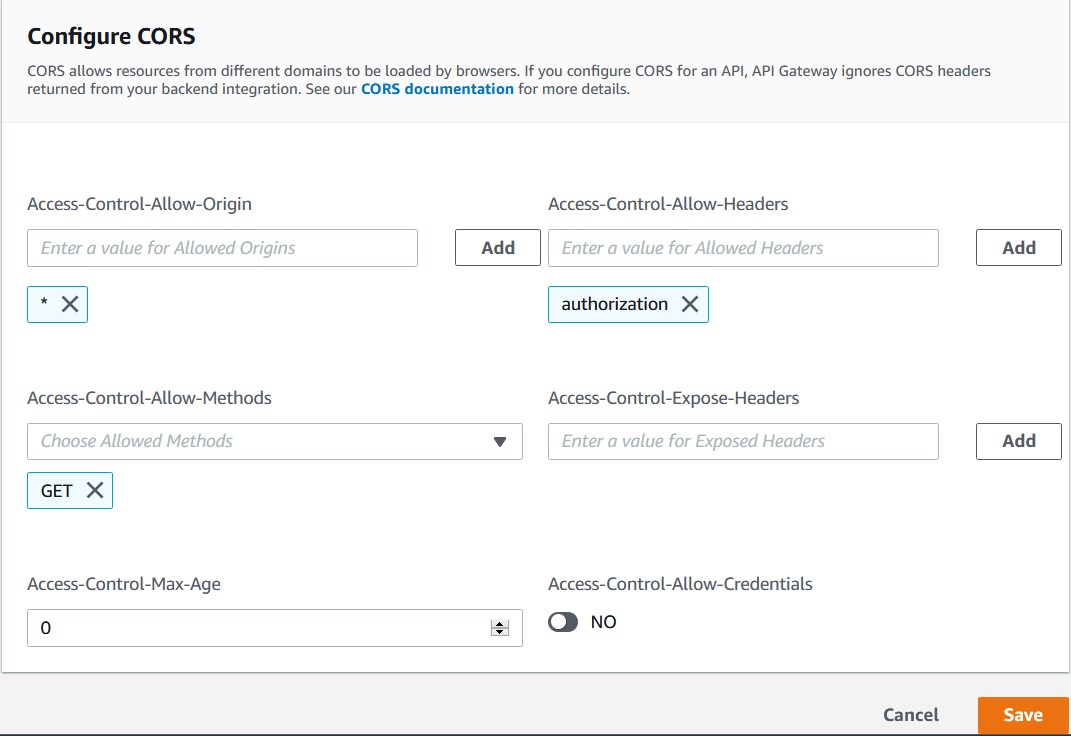 Configure CORS
CORS allows resources from different domains to be loaded by browsers. If you configure CORS for an API, API Gateway ignores CORS headers
returned from your backend integration. See our CORS documentation for more details.
Access-Control-Allow-Origin
Access-Control-Allow-Headers
Enter a value for Allowed Origins
Add
Enter a value for Allowed Headers
Add
*
authorization
Access-Control-Allow-Methods
Access-Control-Expose-Headers
Choose Allowed Methods
Enter a value for Exposed Headers
Add
GET
Access-Control-Max-Age
Access-Control-Allow-Credentials
0
NO
Cancel
Save